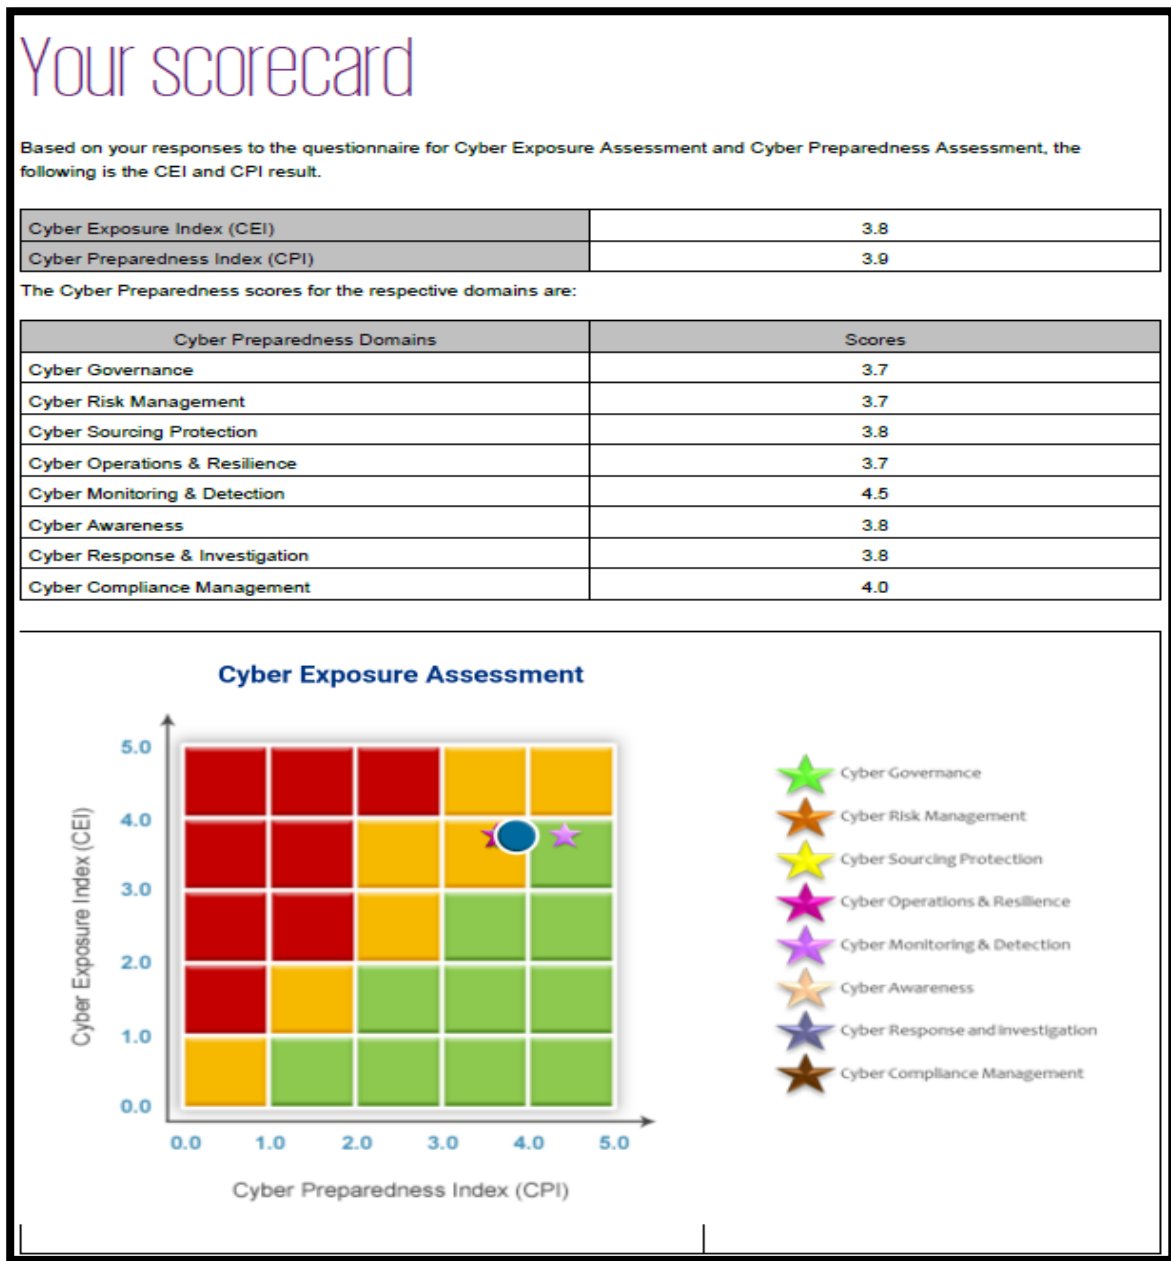 Your scorecard
Based on your responses to the questionnaire for Cyber Exposure Assessment and Cyber Preparedness Assessment, the
following is the CEI and CPI result.
Cyber Exposure Index (CEI) 3.8
Cyber Preparedness Index (CPI) 3.9
The Cyber Preparedness scores for the respective domains are:
Cyber Preparedness Domains Scores
Cyber Governance 3.7
Cyber Risk Management 3.7
Cyber Sourcing Protection 3.8
Cyber Operations & Resilience 3.7
Cyber Monitoring & Detection 4.5
Cyber Awareness 3.8
Cyber Response & Investigation 3.8
Cyber Compliance Management 4.0
Cyber Exposure Assessment
Cyber Exposure Index (CEI)
5.0
4.0
3.0
2.0
1.0
0.0
0.0 1.0 2.0 3.0 4.0 5.0
Cyber Preparedness Index (CPI)
Cyber Governance
Cyber Risk Management
Cyber Sourcing Protection
Cyber Operations & Resilience
Cyber Monitoring & Detection
Cyber Awareness
Cyber Response and Investigation
Cyber Compliance Management